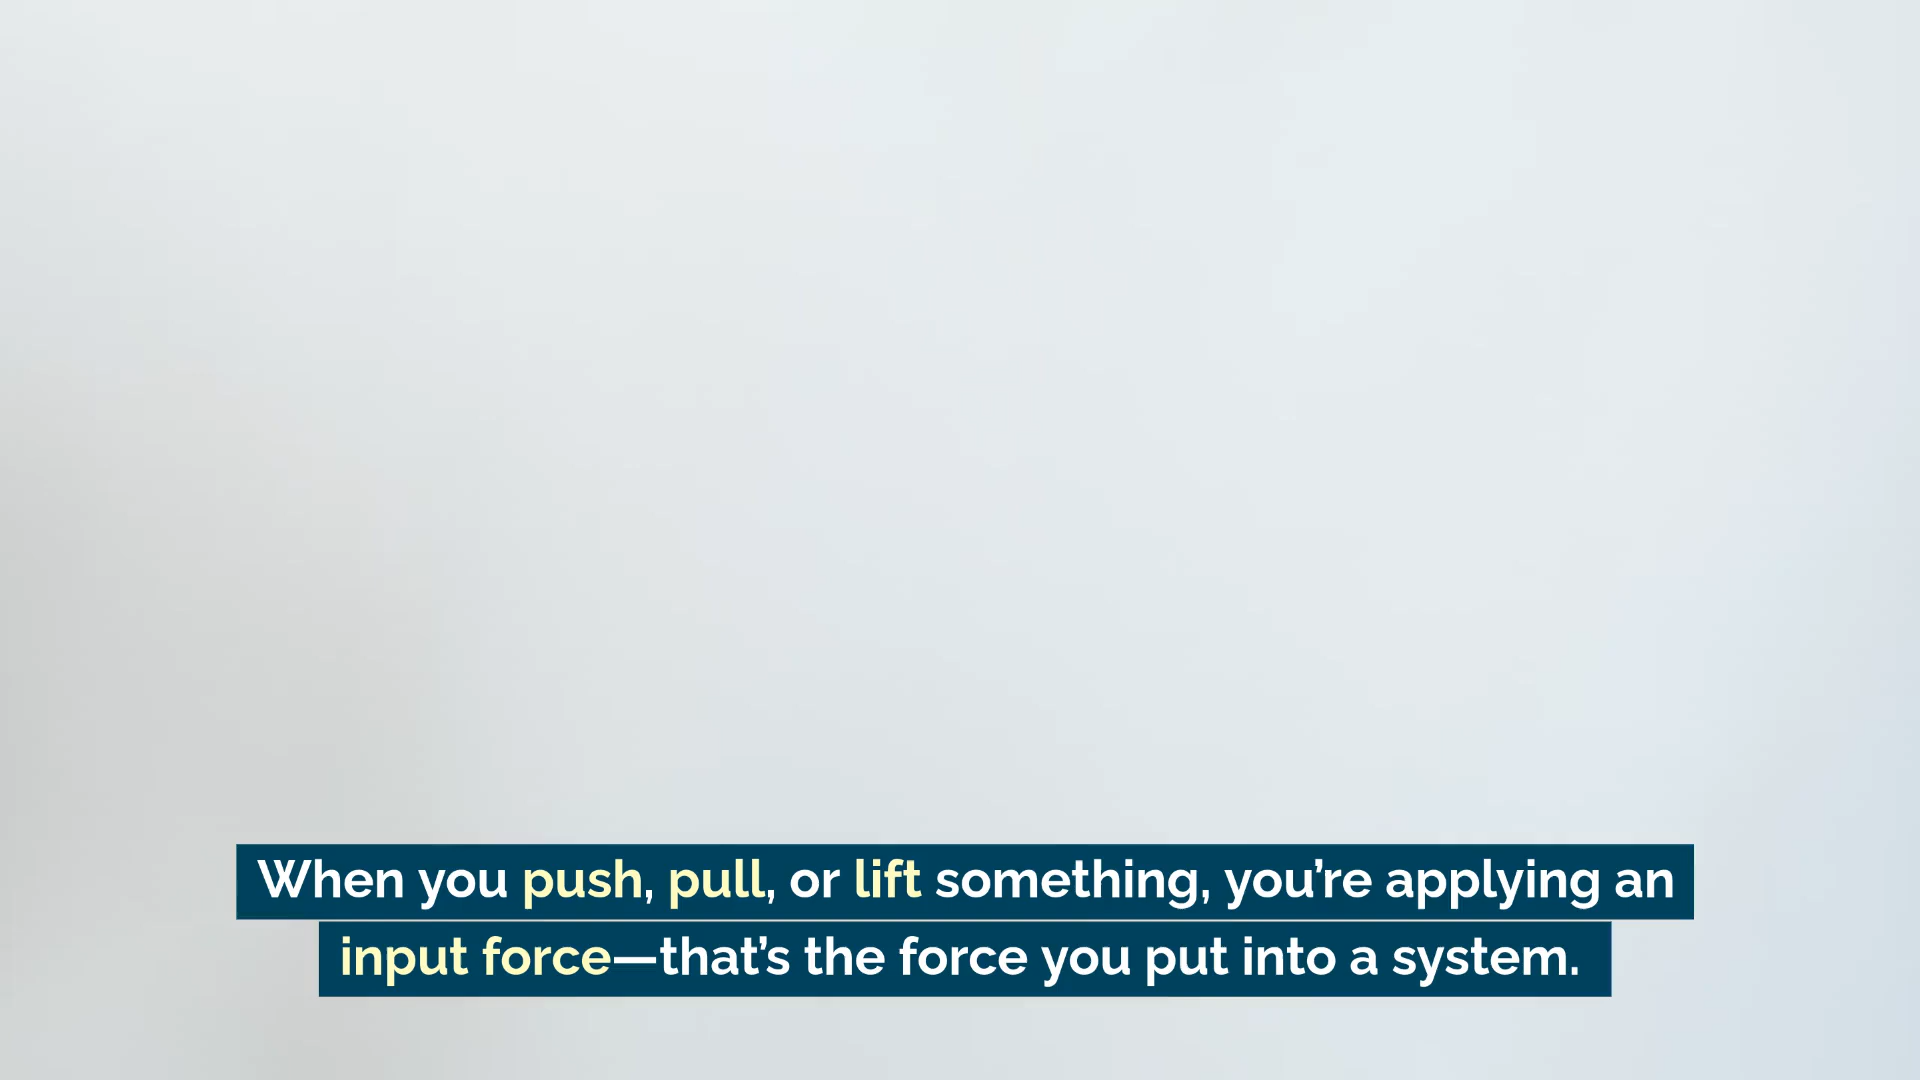 When you push, pull, or lift something, you’re applying an
input force—that’s the force you put into a system.